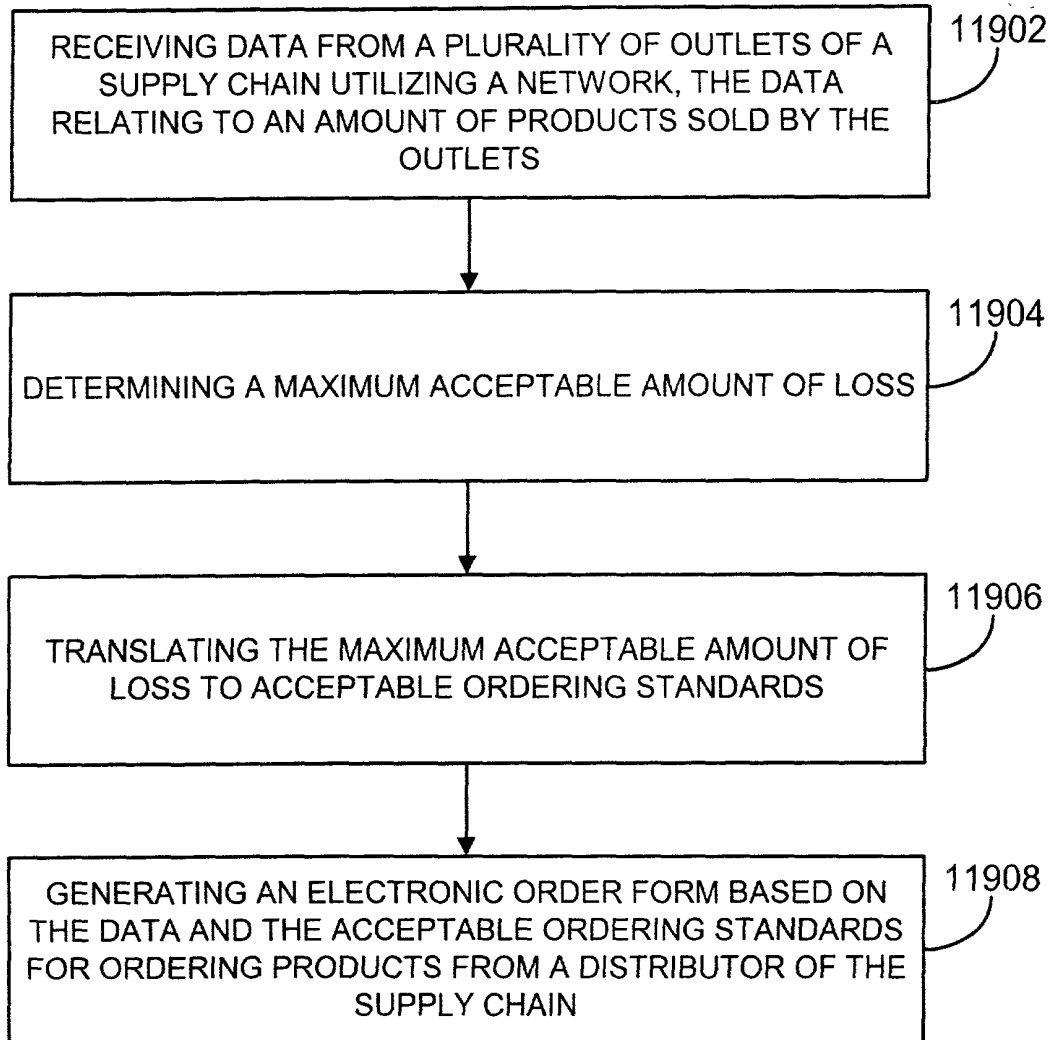 RECEIVING DATA FROM A PLURALITY OF OUTLETS OF A
SUPPLY CHAIN UTILIZING A NETWORK, THE DATA
RELATING TO AN AMOUNT OF PRODUCTS SOLD BY THE
OUTLETS
11902
DETERMINING A MAXIMUM ACCEPTABLE AMOUNT OF LOSS
11904
TRANSLATING THE MAXIMUM ACCEPTABLE AMOUNT OF
LOSS TO ACCEPTABLE ORDERING STANDARDS
11906
GENERATING AN ELECTRONIC ORDER FORM BASED ON
THE DATA AND THE ACCEPTABLE ORDERING STANDARDS
FOR ORDERING PRODUCTS FROM A DISTRIBUTOR OF THE
SUPPLY CHAIN
11908